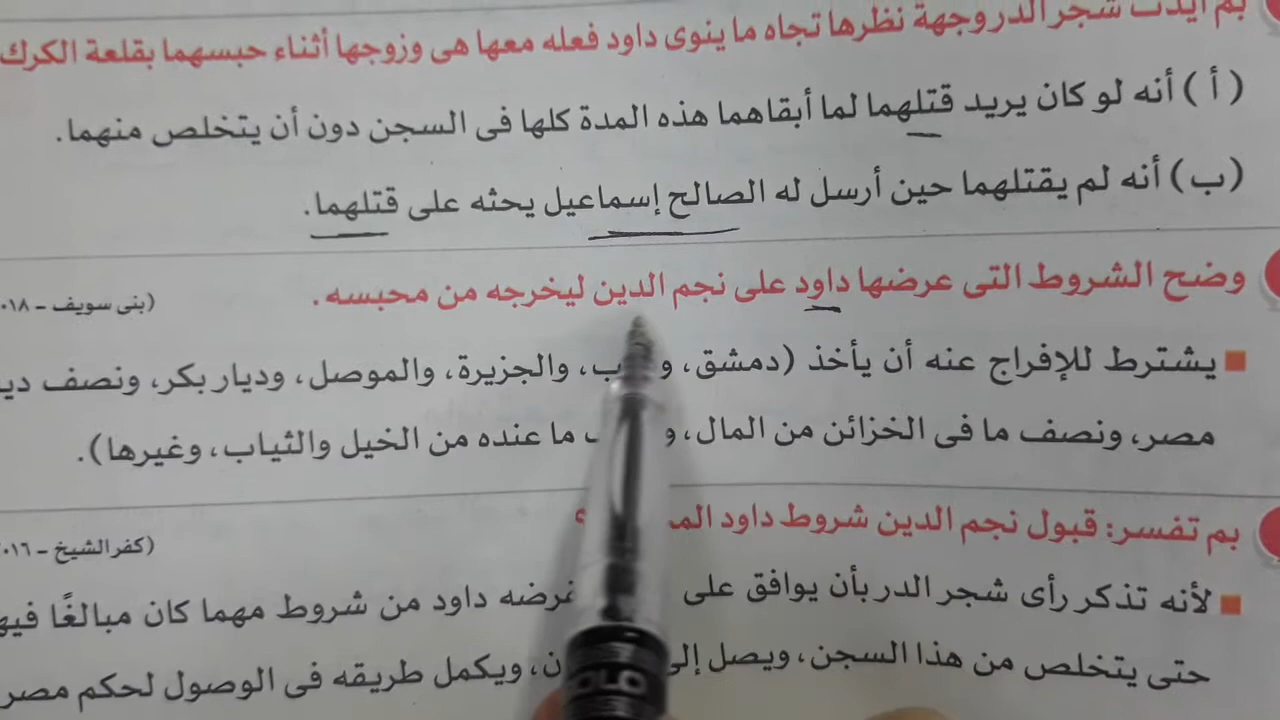 بم أيدت شجر الدر وجهة نظرها تجاه ما ينوى داود فعله معها هى وزوجها أثناء حبسهما بقلعة الكرك
(أ) أنه لو كان يريد قتلهما لما أبقاهما هذه المدة كلها فى السجن دون أن يتخلص منهما.
(ب) أنه لم يقتلهما حين أرسل له الصالح إسماعيل يحثه على قتلهما.
وضح الشروط التى عرضها داود على نجم الدين ليخرجه من محبسه. (بنى سويف - ٠١٨
يشترط للإفراج عنه أن يأخذ (دمشق، والجزيرة، والموصل، وديار بكر، ونصف
مصر، ونصف ما فى الخزائن من المال، ما عنده من الخيل والثياب، وغيرها).
بم تفسر: قبول نجم الدين شروط داود (كفر الشيخ - ٠١٦
لأنه تذكر رأى شجر الدر بأن يوافق على داود من شروط مهما كان مبالغًا
حتى يتخلص من هذا السجن، ويصل إلى ويكمل طريقه فى الوصول لحكم مصر
OLO